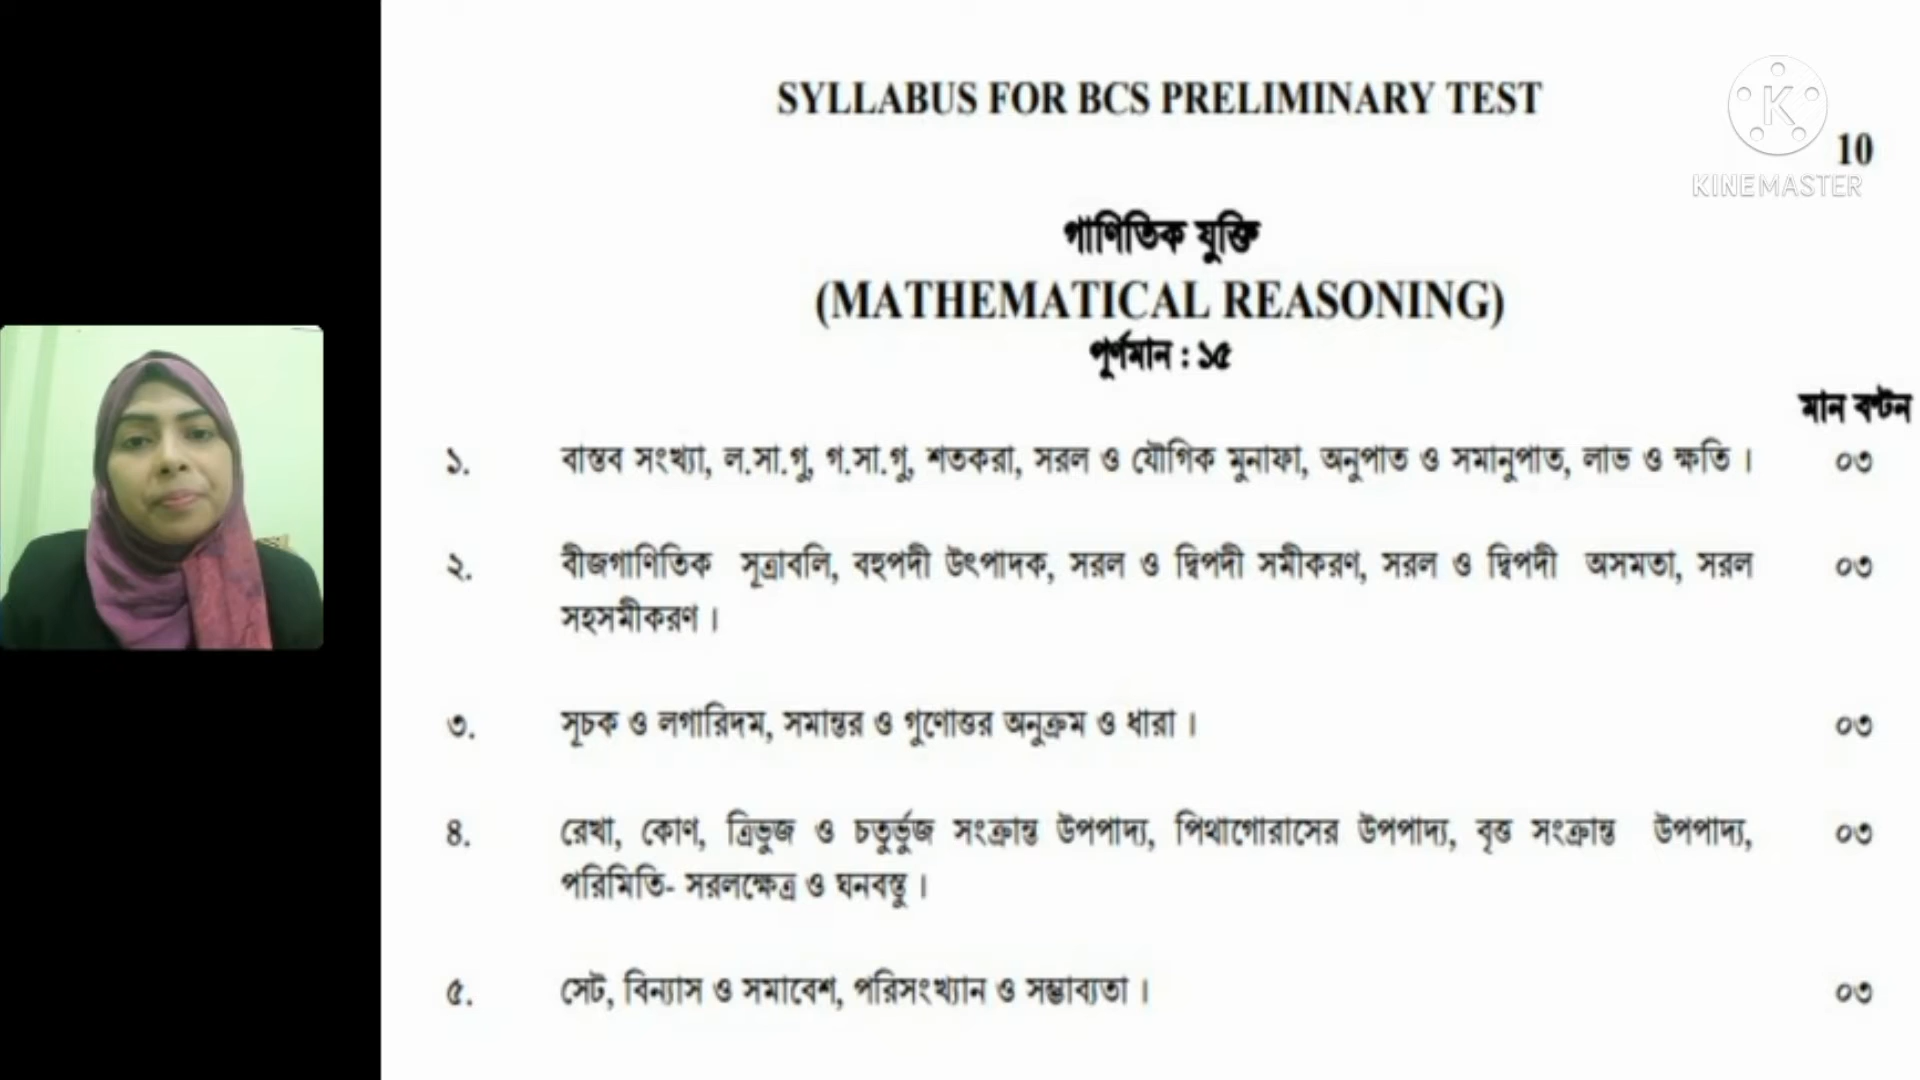 SYLLABUS FOR BCS PRELIMINARY TEST
10
KINEMASTER
গাণিতিক যুক্তি
(MATHEMATICAL REASONING)
পূর্ণমান : ১৫
মান বণ্টন
১. বাস্তব সংখ্যা, ল.সা.গু, গ.সা.গু, শতকরা, সরল ও যৌগিক মুনাফা, অনুপাত ও সমানুপাত, লাভ ও ক্ষতি। ০৩
২. বীজগাণিতিক সূত্রাবলি, বহুপদী উৎপাদক, সরল ও দ্বিপদী সমীকরণ, সরল ও দ্বিপদী অসমতা, সরল ০৩
সহসমীকরণ।
৩. সূচক ও লগারিদম, সমান্তর ও গুণোত্তর অনুক্রম ও ধারা। ০৩
৪. রেখা, কোণ, ত্রিভুজ ও চতুর্ভুজ সংক্রান্ত উপপাদ্য, পিথাগোরাসের উপপাদ্য, বৃত্ত সংক্রান্ত উপপাদ্য, ০৩
পরিমিতি- সরলক্ষেত্র ও ঘনবস্তু।
৫. সেট, বিন্যাস ও সমাবেশ, পরিসংখ্যান ও সম্ভাব্যতা। ০৩